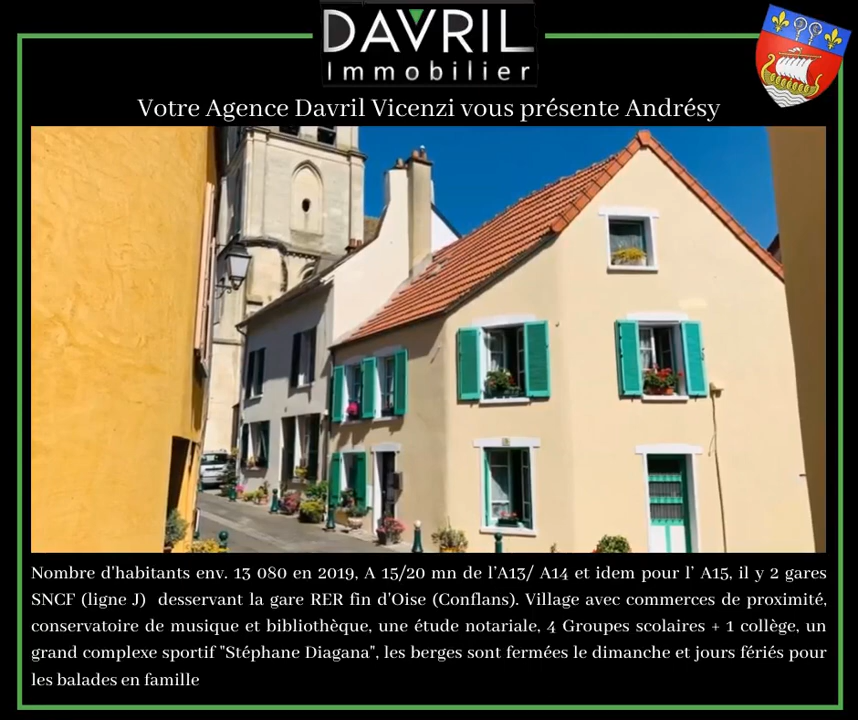 DAVRIL
Immobilier
Votre Agence Davril Vicenzi vous présente Andrésy
Nombre d'habitants env. 13 080 en 2019, A 15/20 mn de l'A13/ A14 et idem pour l' A15, il y 2 gares
SNCF (ligne J) desservant la gare RER fin d'Oise (Conflans). Village avec commerces de proximité,
conservatoire de musique et bibliothèque, une étude notariale, 4 Groupes scolaires + 1 collège, un
grand complexe sportif "Stéphane Diagana", les berges sont fermées le dimanche et jours fériés pour
les balades en famille